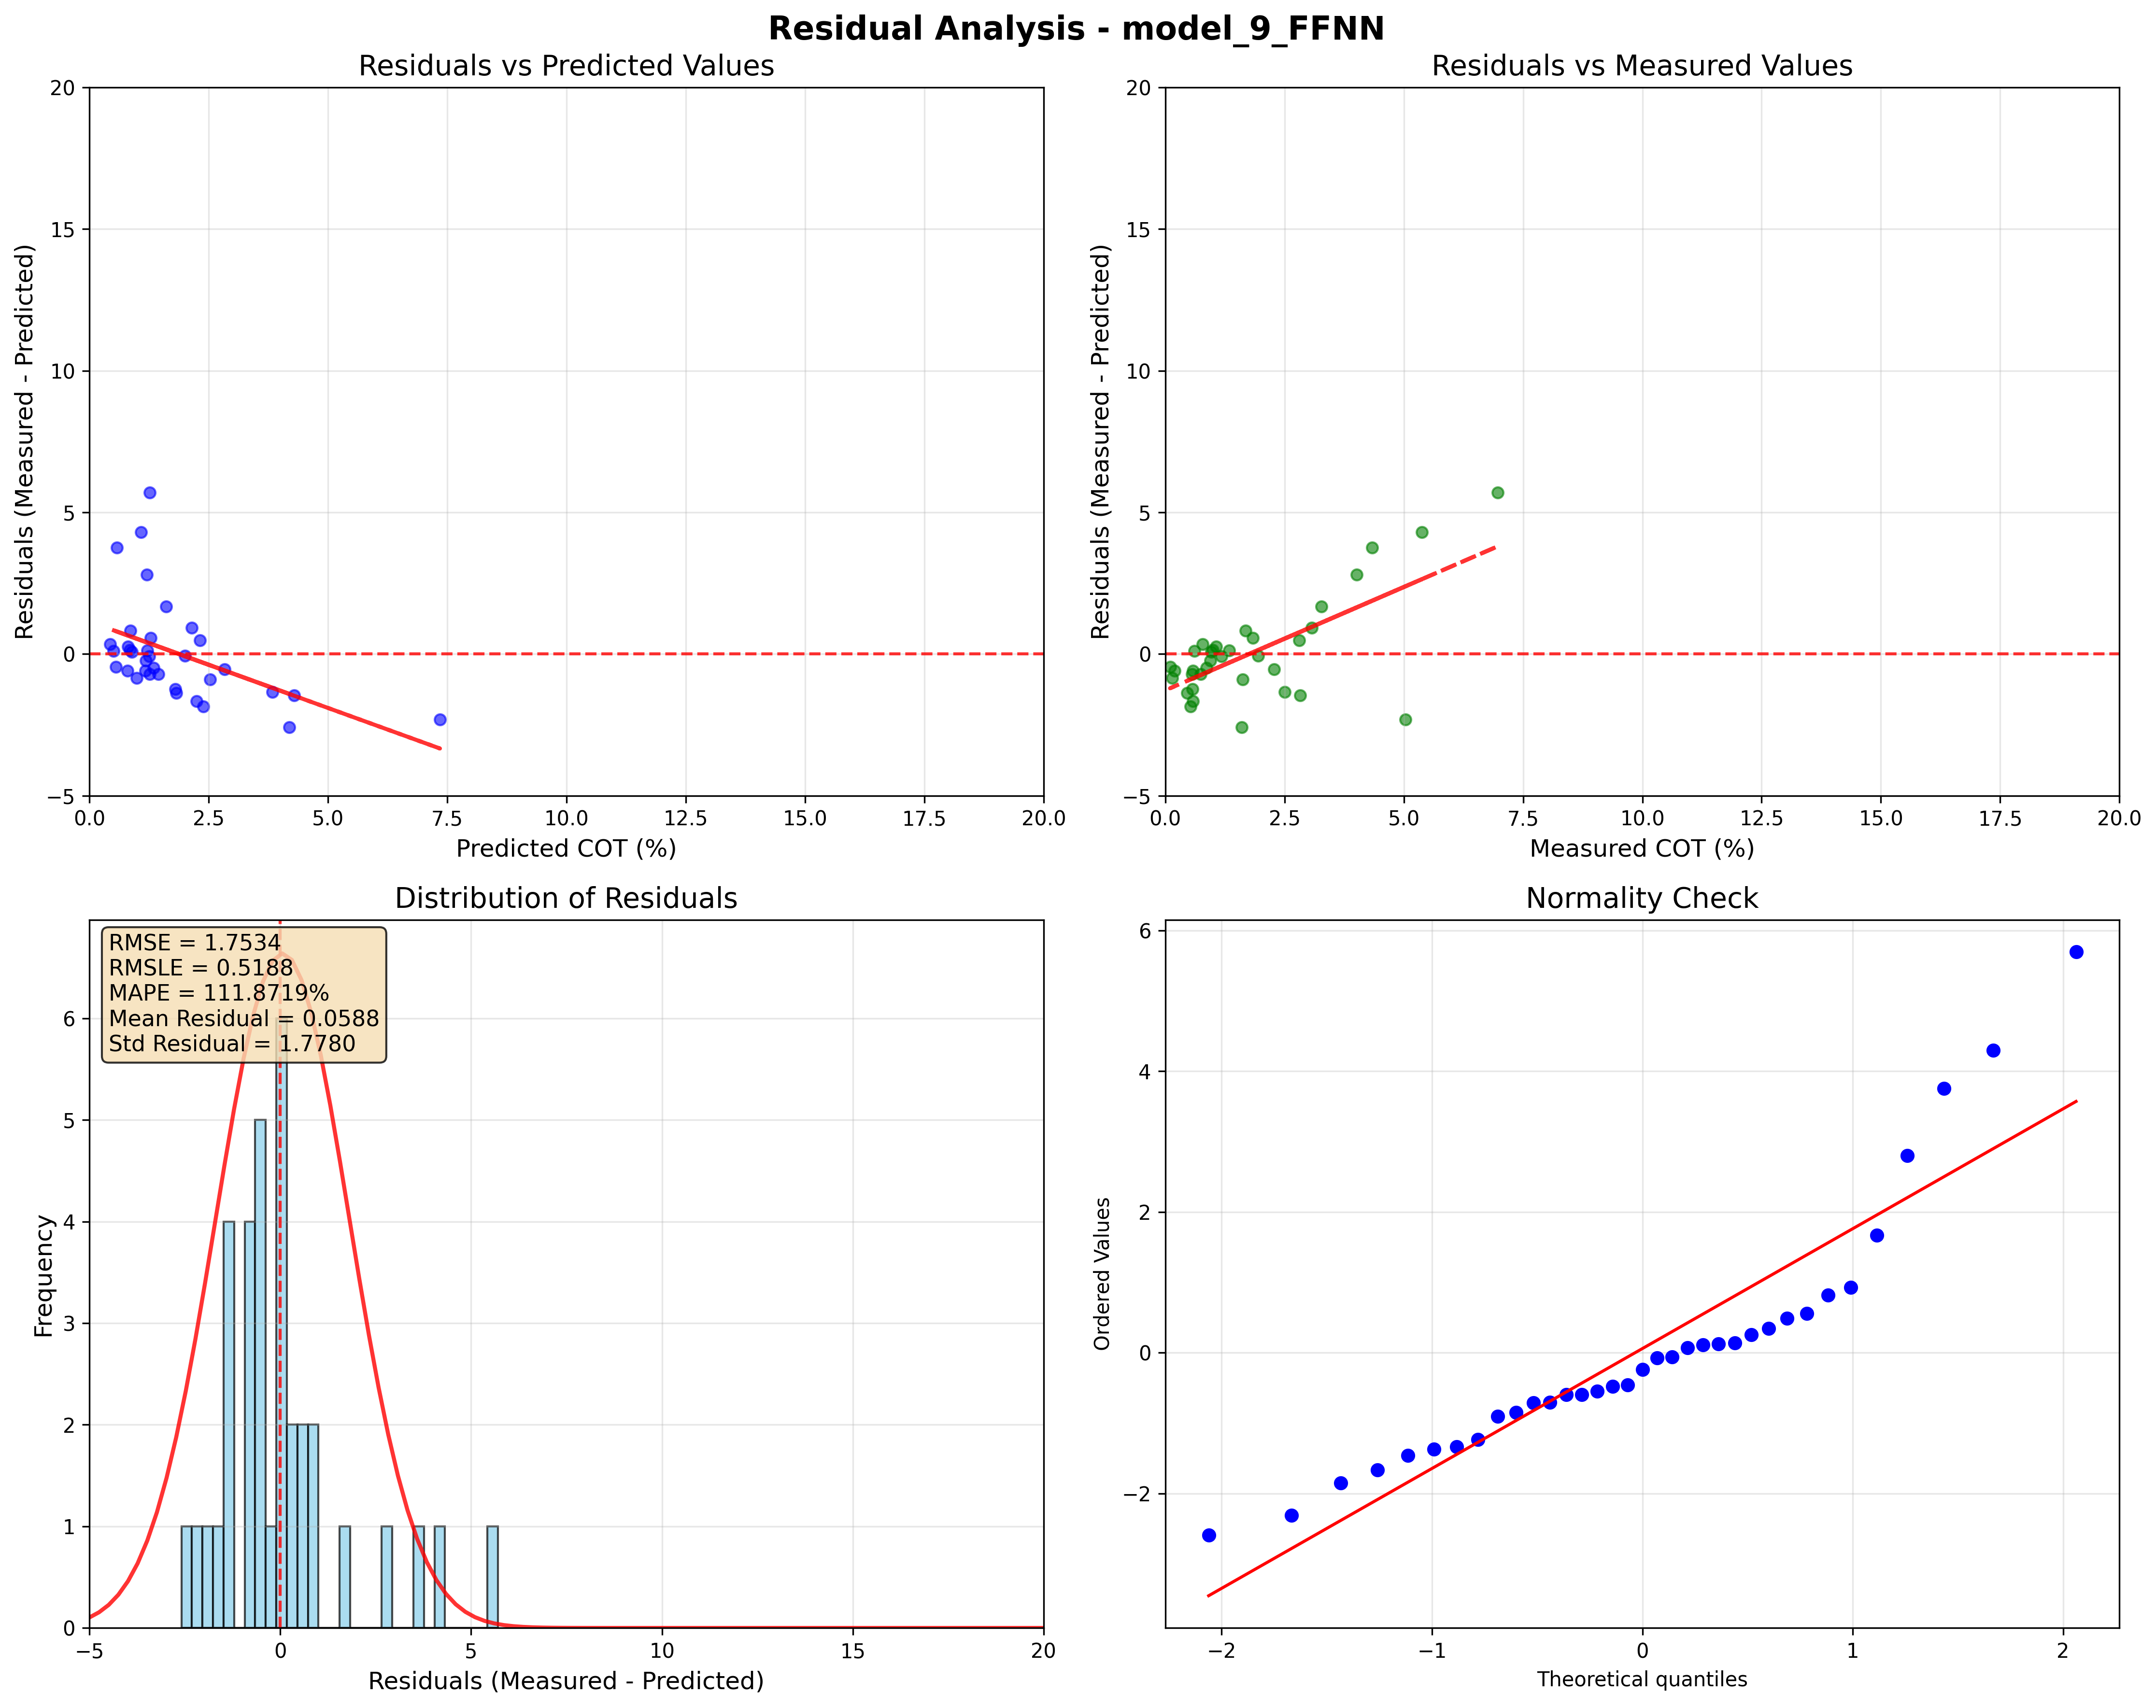 Residual Analysis - model_9_FFNN
Residuals vs Predicted Values
20
15
10
5
0
−5
0.0 2.5 5.0 7.5 10.0 12.5 15.0 17.5 20.0
Residuals (Measured - Predicted)
Predicted COT (%)
Residuals vs Measured Values
20
15
10
5
0
−5
0.0 2.5 5.0 7.5 10.0 12.5 15.0 17.5 20.0
Residuals (Measured - Predicted)
Measured COT (%)
Distribution of Residuals
RMSE = 1.7534
RMSLE = 0.5188
MAPE = 111.8719%
Mean Residual = 0.0588
Std Residual = 1.7780
6
5
4
3
2
1
0
−5 0 5 10 15 20
Frequency
Residuals (Measured - Predicted)
Normality Check
6
4
2
0
−2
−2 −1 0 1 2
Ordered Values
Theoretical quantiles